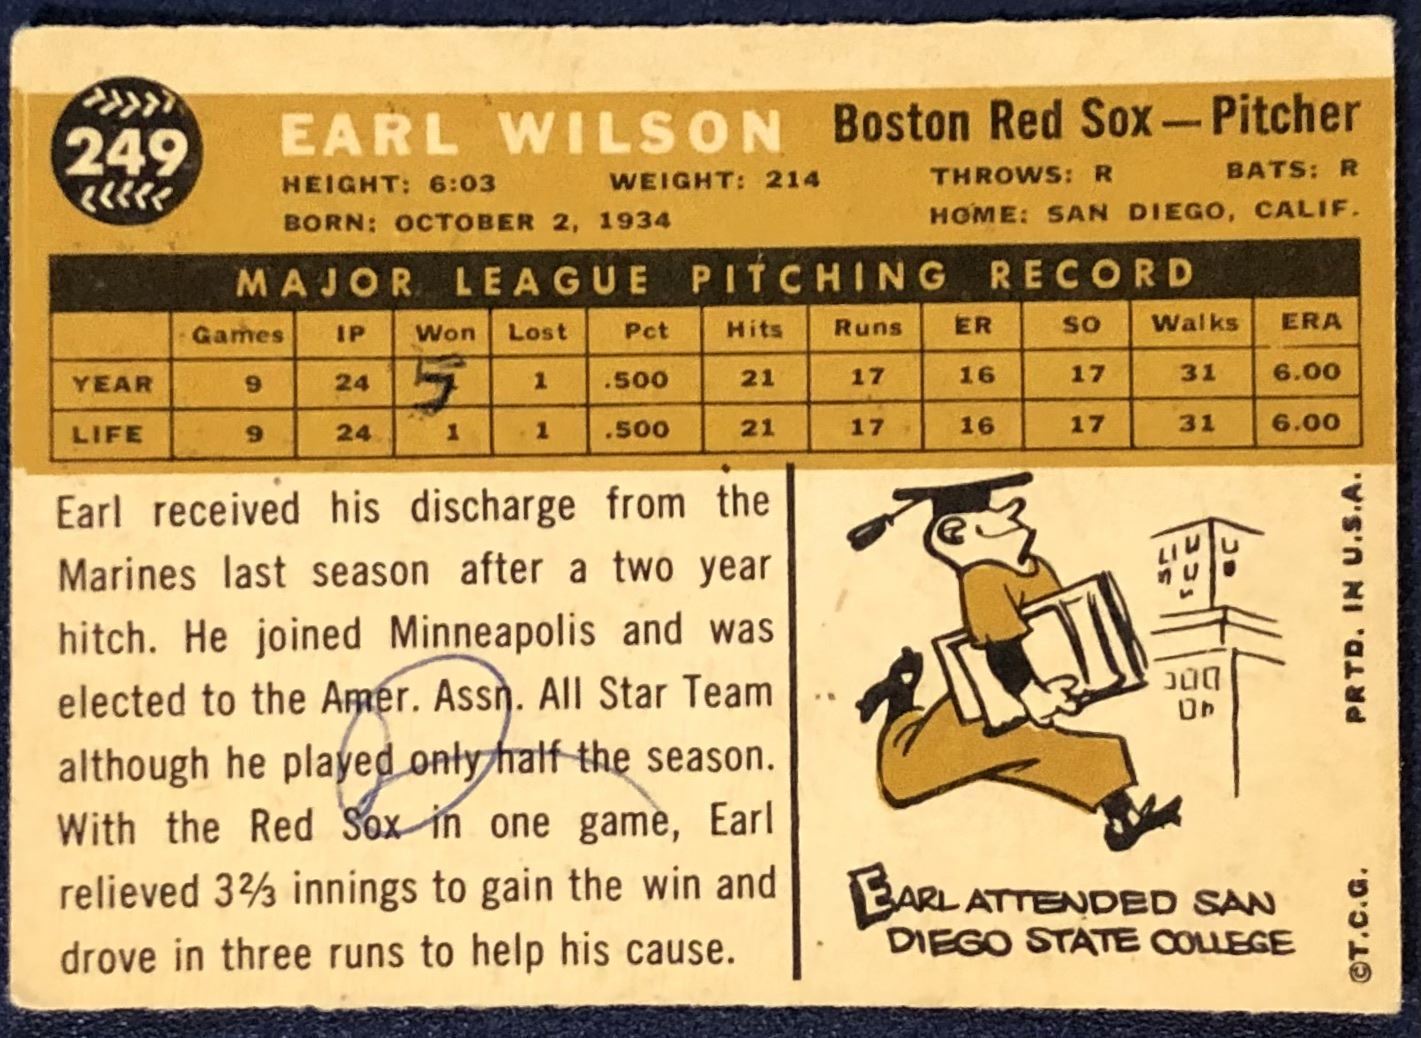 249
EARL WILSON Boston Red Sox—Pitcher
HEIGHT: 6:03 WEIGHT: 214 THROWS: R BATS: R
BORN: OCTOBER 2, 1934 HOME: SAN DIEGO, CALIF.
MAJOR LEAGUE PITCHING RECORD
Games IP Won Lost Pct Hits Runs ER SO Walks ERA
YEAR 9 24 5 1 .500 21 17 16 17 31 6.00
LIFE 9 24 1 1 .500 21 17 16 17 31 6.00
Earl received his discharge from the
Marines last season after a two year
hitch. He joined Minneapolis and was
elected to the Amer. Assn. All Star Team
although he played only half the season.
With the Red Sox in one game, Earl
relieved 3⅔ innings to gain the win and
drove in three runs to help his cause.
EARL ATTENDED SAN
DIEGO STATE COLLEGE
PRTD. IN U.S.A.
©T.C.G.